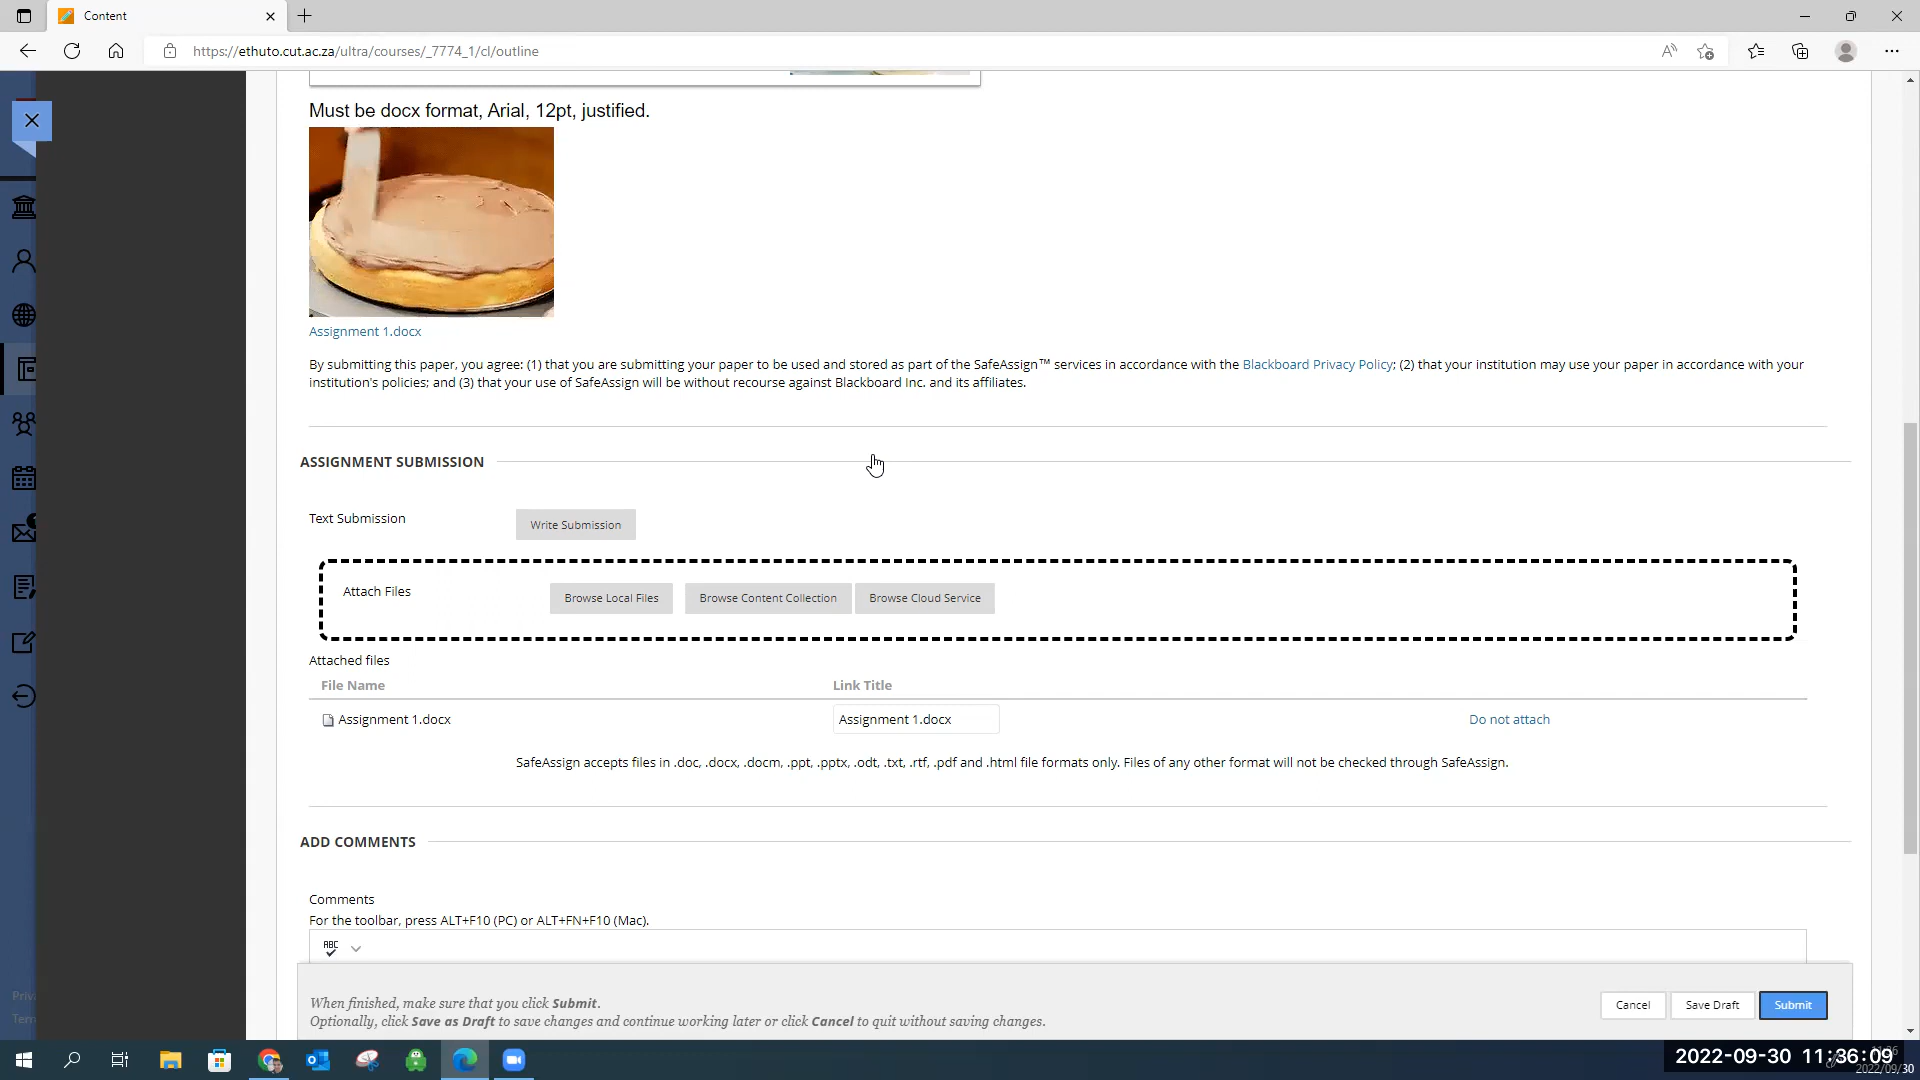 Content
https://ethuto.cut.ac.za/ultra/courses/_7774_1/cl/outline
Must be docx format, Arial, 12pt, justified.
Assignment 1.docx
By submitting this paper, you agree: (1) that you are submitting your paper to be used and stored as part of the SafeAssign™ services in accordance with the Blackboard Privacy Policy; (2) that your institution may use your paper in accordance with your
institution's policies; and (3) that your use of SafeAssign will be without recourse against Blackboard Inc. and its affiliates.
ASSIGNMENT SUBMISSION
Text Submission
Write Submission
Attach Files
Browse Local Files
Browse Content Collection
Browse Cloud Service
Attached files
File Name
Link Title
Assignment 1.docx
Assignment 1.docx
Do not attach
SafeAssign accepts files in .doc, .docx, .docm, .ppt, .pptx, .odt, .txt, .rtf, .pdf and .html file formats only. Files of any other format will not be checked through SafeAssign.
ADD COMMENTS
Comments
For the toolbar, press ALT+F10 (PC) or ALT+FN+F10 (Mac).
ABC
When finished, make sure that you click Submit.
Optionally, click Save as Draft to save changes and continue working later or click Cancel to quit without saving changes.
Cancel
Save Draft
Submit
Priva
Term
2022-09-30 11:36:09
2022/09/30